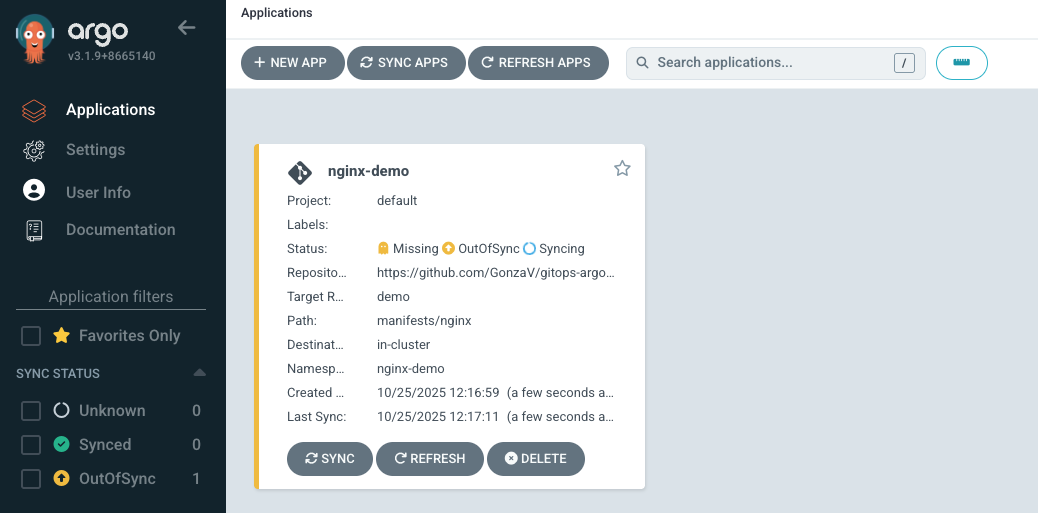 argo
v3.1.9+8665140
Applications
Settings
User Info
Documentation
Application filters
Favorites Only
SYNC STATUS
Unknown 0
Synced 0
OutOfSync 1
Applications
+ NEW APP SYNC APPS REFRESH APPS Search applications... /
nginx-demo
Project: default
Labels:
Status: Missing OutOfSync Syncing
Reposito... https://github.com/GonzaV/gitops-argo...
Target R... demo
Path: manifests/nginx
Destinat... in-cluster
Namesp... nginx-demo
Created ... 10/25/2025 12:16:59 (a few seconds a...
Last Sync: 10/25/2025 12:17:11 (a few seconds a...
SYNC REFRESH DELETE